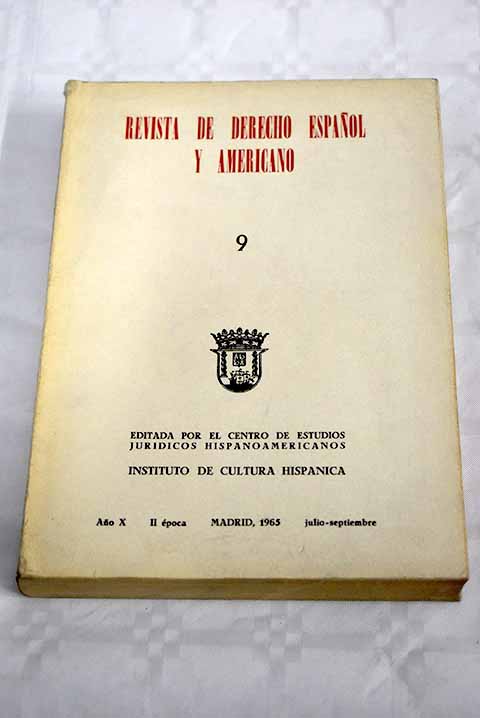 REVISTA DE DERECHO ESPAÑOL
Y AMERICANO
9
EDITADA POR EL CENTRO DE ESTUDIOS
JURIDICOS HISPANOAMERICANOS
INSTITUTO DE CULTURA HISPANICA
Año X II época MADRID, 1965 julio-septiembre